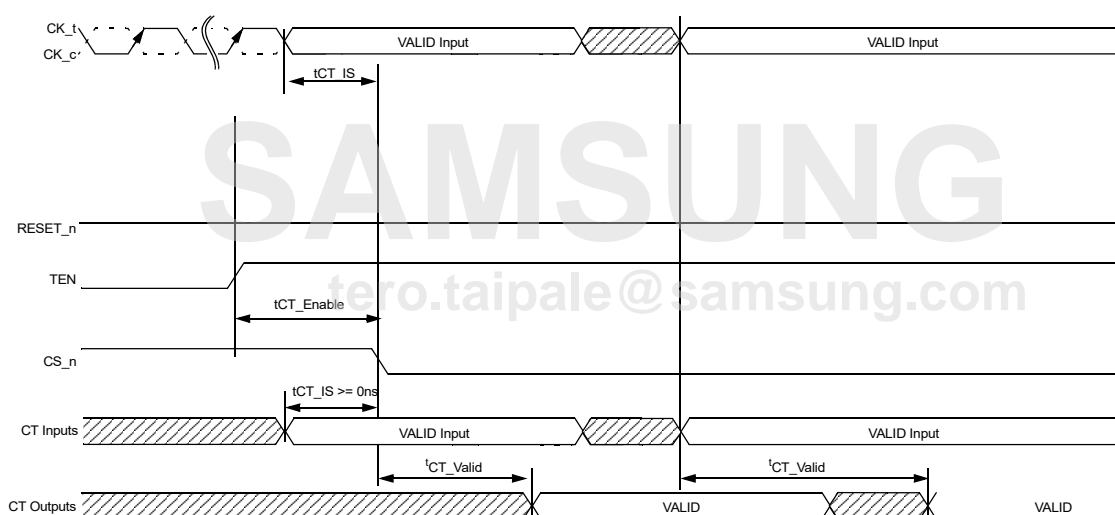 CK_t
CK_c
VALID Input
VALID Input
tCT_IS
SAMSUNG
RESET_n
TEN
tero.taipale@samsung.com
tCT_Enable
CS_n
tCT_IS >= 0ns
CT Inputs
VALID Input
VALID Input
tCT_Valid
tCT_Valid
CT Outputs
VALID
VALID